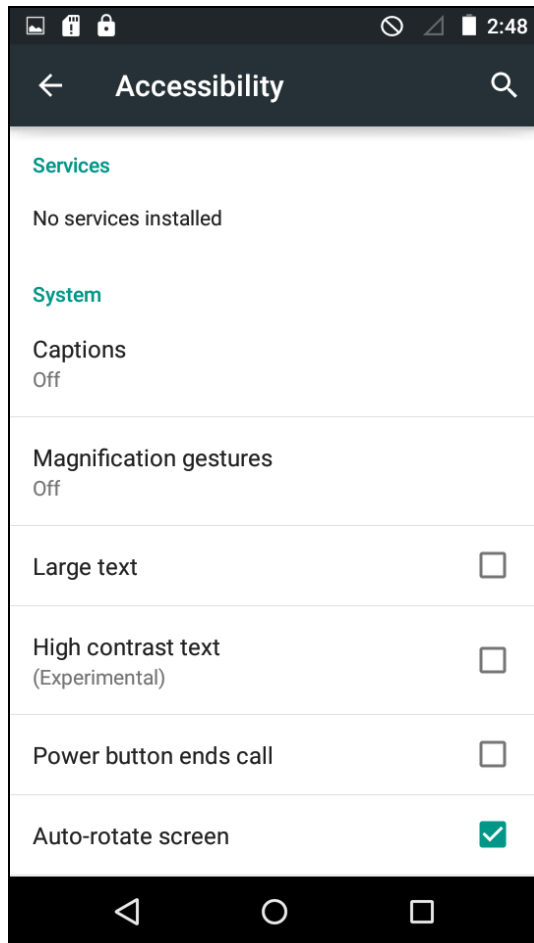 2:48
Accessibility
Services
No services installed
System
Captions
Off
Magnification gestures
Off
Large text
High contrast text
(Experimental)
Power button ends call
Auto-rotate screen